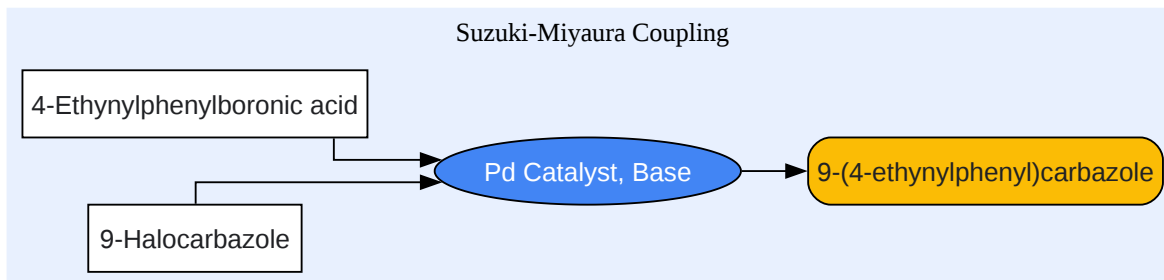 Suzuki-Miyaura Coupling
4-Ethynylphenylboronic acid
Pd Catalyst, Base
9-(4-ethynylphenyl)carbazole
9-Halocarbazole